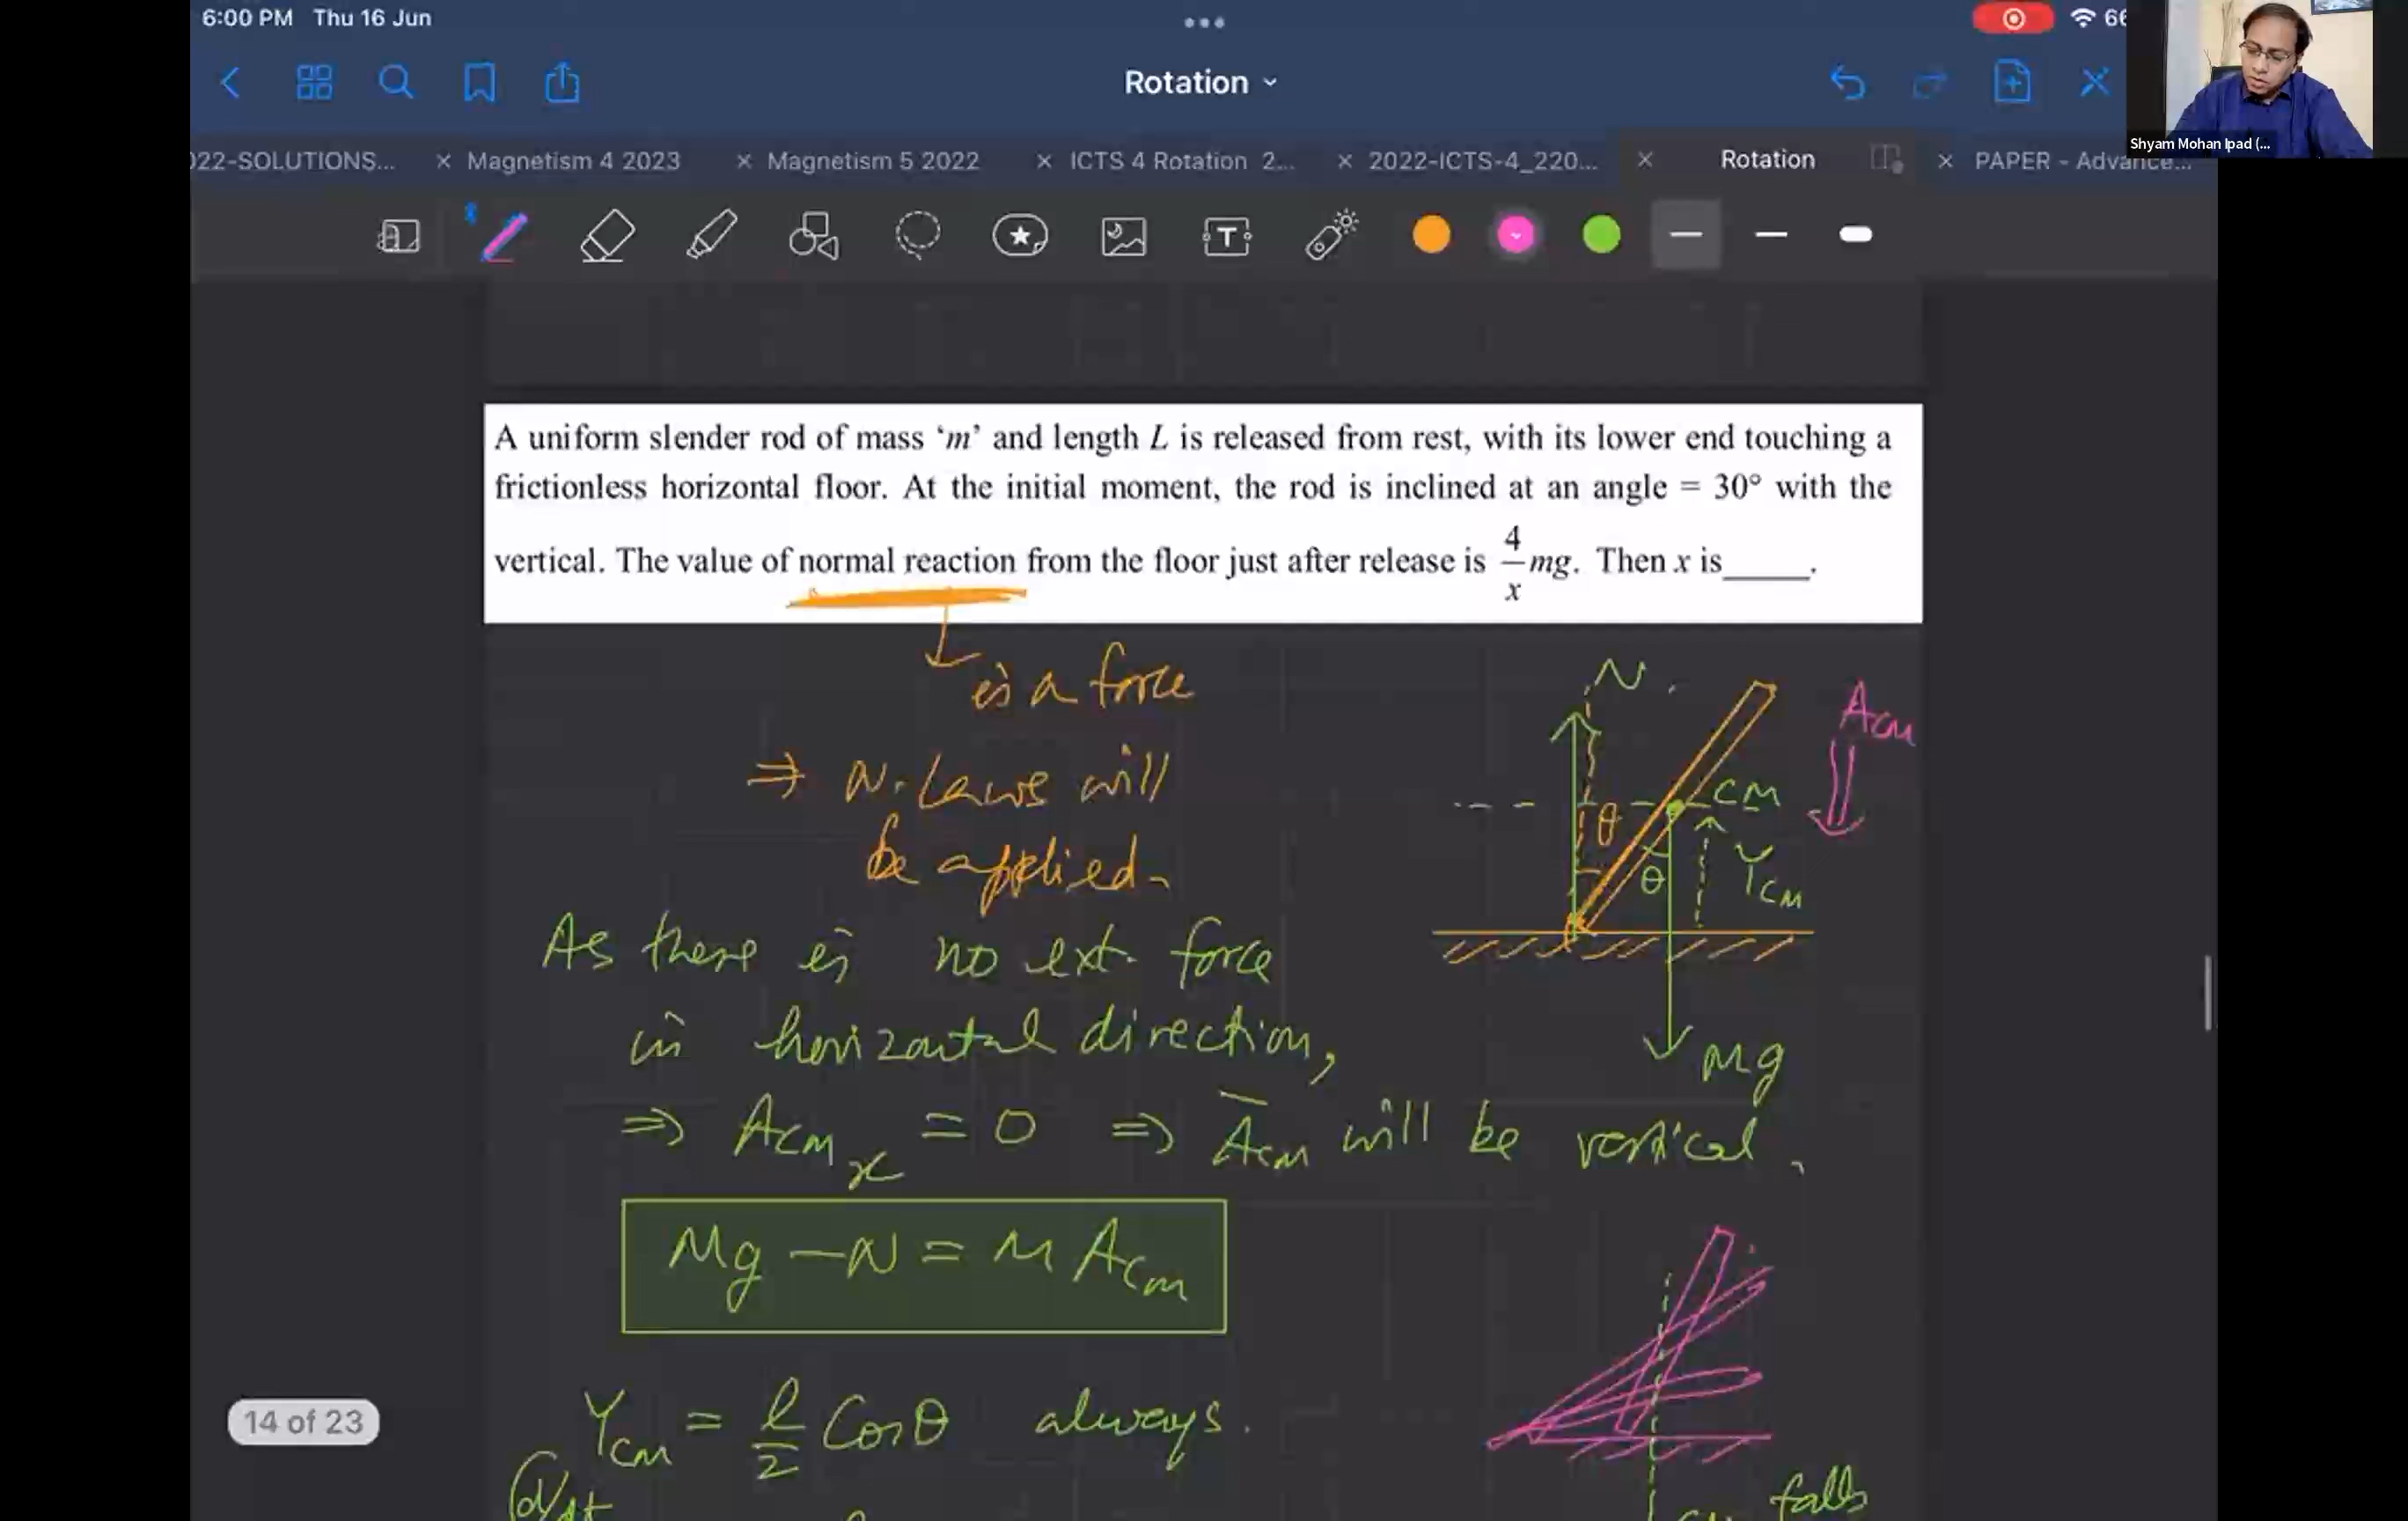 6:00 PM Thu 16 Jun
66
Rotation
Shyam Mohan Ipad (...
022-SOLUTIONS...
Magnetism 4 2023
Magnetism 5 2022
ICTS 4 Rotation 2...
2022-ICTS-4_220...
Rotation
PAPER - Advance...
T
A uniform slender rod of mass ‘m’ and length L is released from rest, with its lower end touching a
frictionless horizontal floor. At the initial moment, the rod is inclined at an angle = 30° with the
vertical. The value of normal reaction from the floor just after release is 4/x mg. Then x is_____.
is a force
⇒ N. Laws will
be applied.
N
ACM
CM
θ
θ
YCM
Mg
As there is no ext. force
in horizontal direction,
⇒ ACMx = 0 ⇒ ACM will be vertical.
Mg - N = M ACM
YCM = l/2 Cosθ always.
d/dt
falls
14 of 23